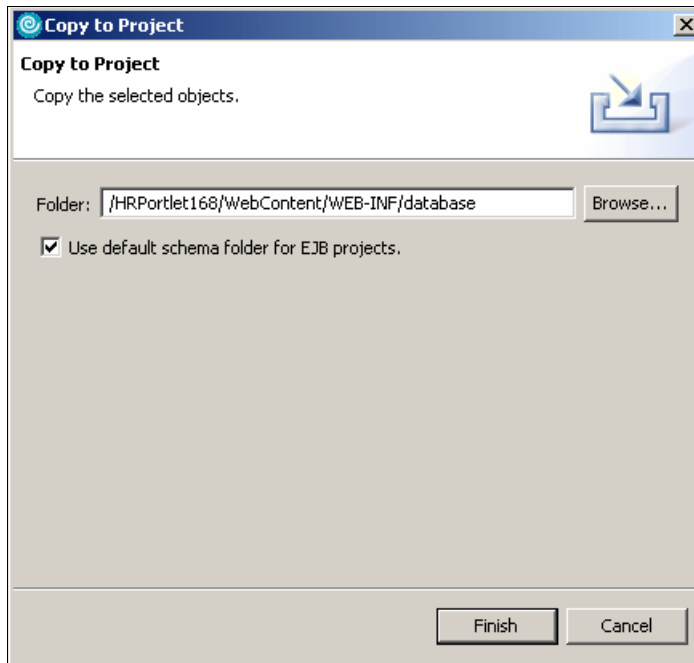 Copy to Project
Copy to Project
Copy the selected objects.
Folder: /HRPortlet168/WebContent/WEB-INF/database Browse...
Use default schema folder for EJB projects.
Finish Cancel